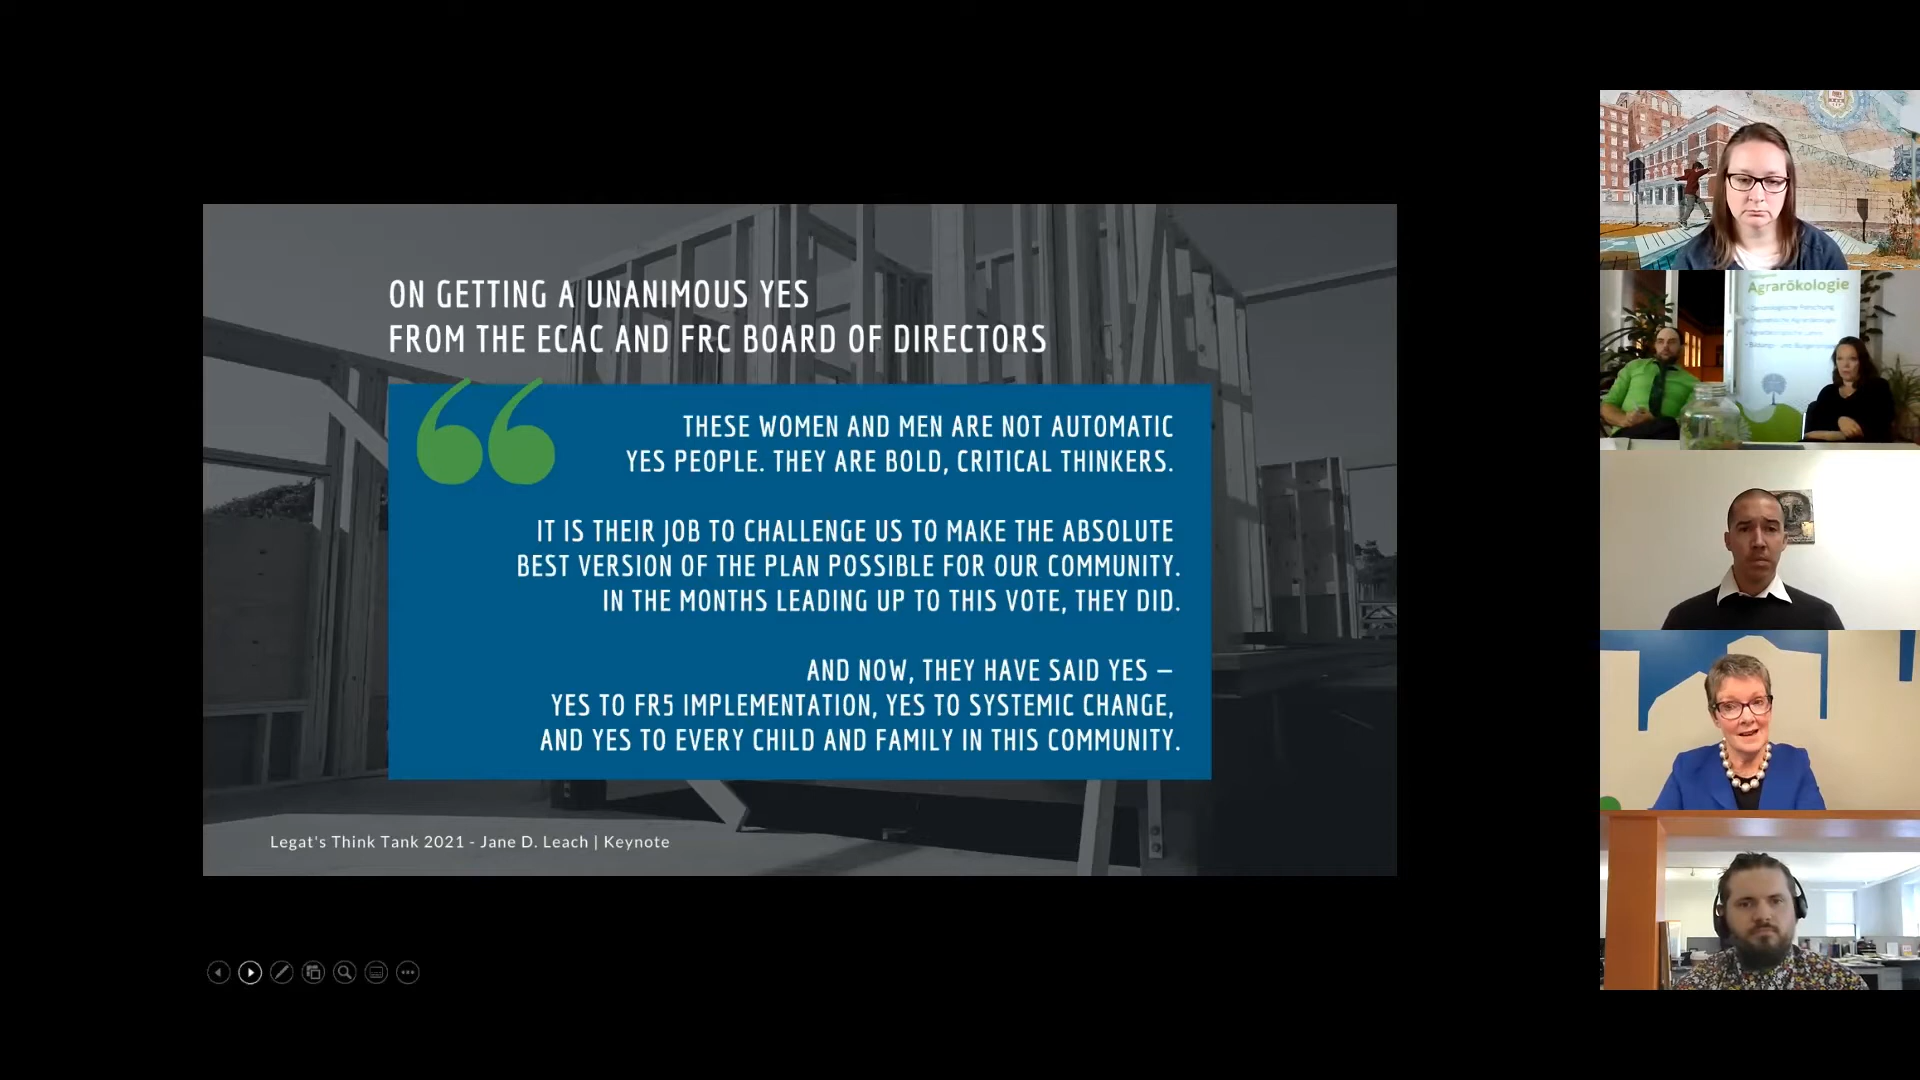 ON GETTING A UNANIMOUS YES
FROM THE ECAC AND FRC BOARD OF DIRECTORS
THESE WOMEN AND MEN ARE NOT AUTOMATIC
YES PEOPLE. THEY ARE BOLD, CRITICAL THINKERS.
IT IS THEIR JOB TO CHALLENGE US TO MAKE THE ABSOLUTE
BEST VERSION OF THE PLAN POSSIBLE FOR OUR COMMUNITY.
IN THE MONTHS LEADING UP TO THIS VOTE, THEY DID.
AND NOW, THEY HAVE SAID YES —
YES TO FR5 IMPLEMENTATION, YES TO SYSTEMIC CHANGE,
AND YES TO EVERY CHILD AND FAMILY IN THIS COMMUNITY.
Legat's Think Tank 2021 - Jane D. Leach | Keynote
Agrarökologie